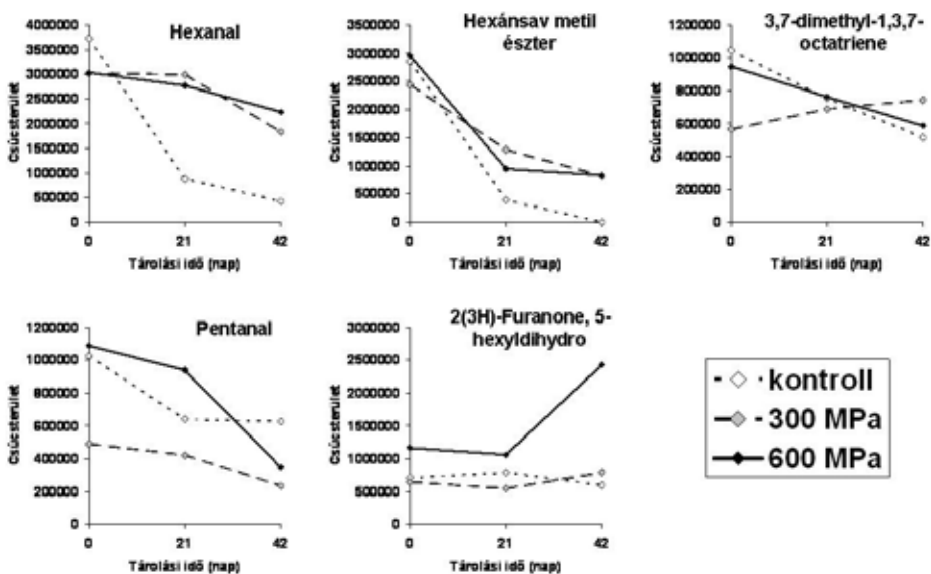 Hexanal
Csúcsterület
4000000
3500000
3000000
2500000
2000000
1500000
1000000
500000
0
0 21 42
Tárolási idő (nap)
Hexánsav metil
észter
Csúcsterület
3500000
3000000
2500000
2000000
1500000
1000000
500000
0
0 21 42
Tárolási idő (nap)
3,7-dimethyl-1,3,7-
octatriene
Csúcsterület
1200000
1000000
800000
600000
400000
200000
0
0 21 42
Tárolási idő (nap)
Pentanal
Csúcsterület
1200000
1000000
800000
600000
400000
200000
0
0 21 42
Tárolási idő (nap)
2(3H)-Furanone, 5-
hexyldihydro
Csúcsterület
3000000
2500000
2000000
1500000
1000000
500000
0
0 21 42
Tárolási idő (nap)
kontroll
300 MPa
600 MPa